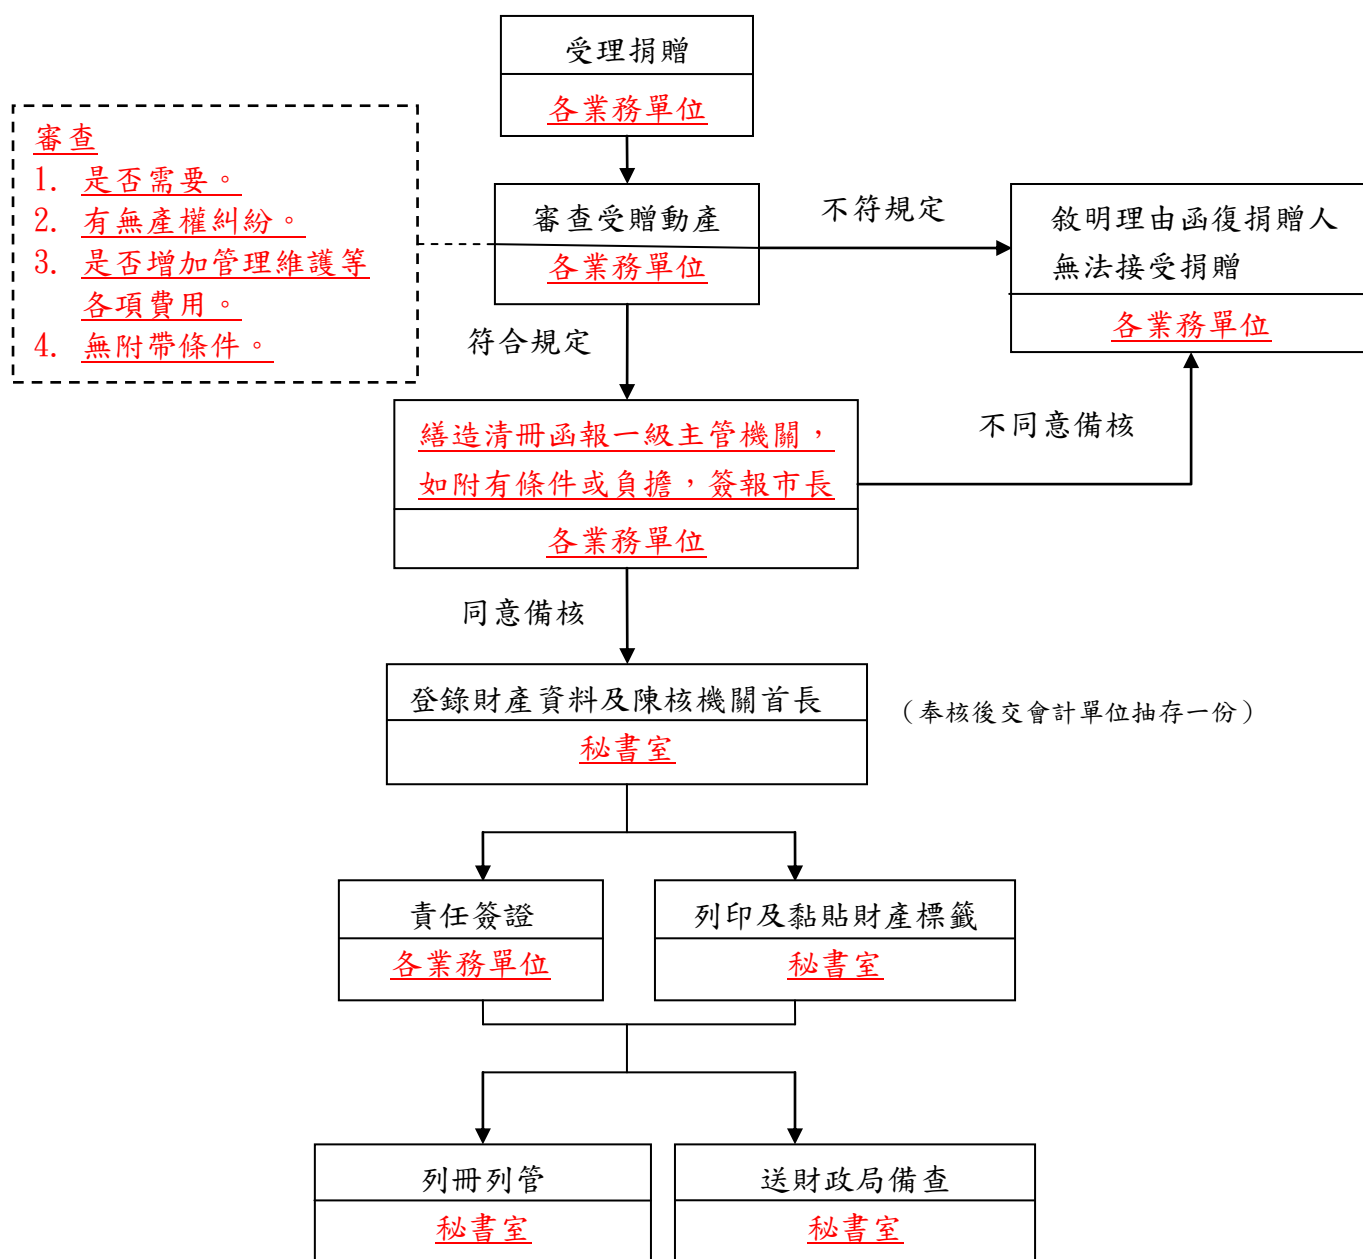 受理捐贈
各業務單位
審查
1. 是否需要。
2. 有無產權糾紛。
3. 是否增加管理維護等
各項費用。
4. 無附帶條件。
審查受贈動產
各業務單位
不符規定
敘明理由函復捐贈人
無法接受捐贈
各業務單位
符合規定
繕造清冊函報一級主管機關，
如附有條件或負擔，簽報市長
各業務單位
不同意備核
同意備核
登錄財產資料及陳核機關首長
秘書室
（奉核後交會計單位抽存一份）
責任簽證
各業務單位
列印及黏貼財產標籤
秘書室
列冊列管
秘書室
送財政局備查
秘書室